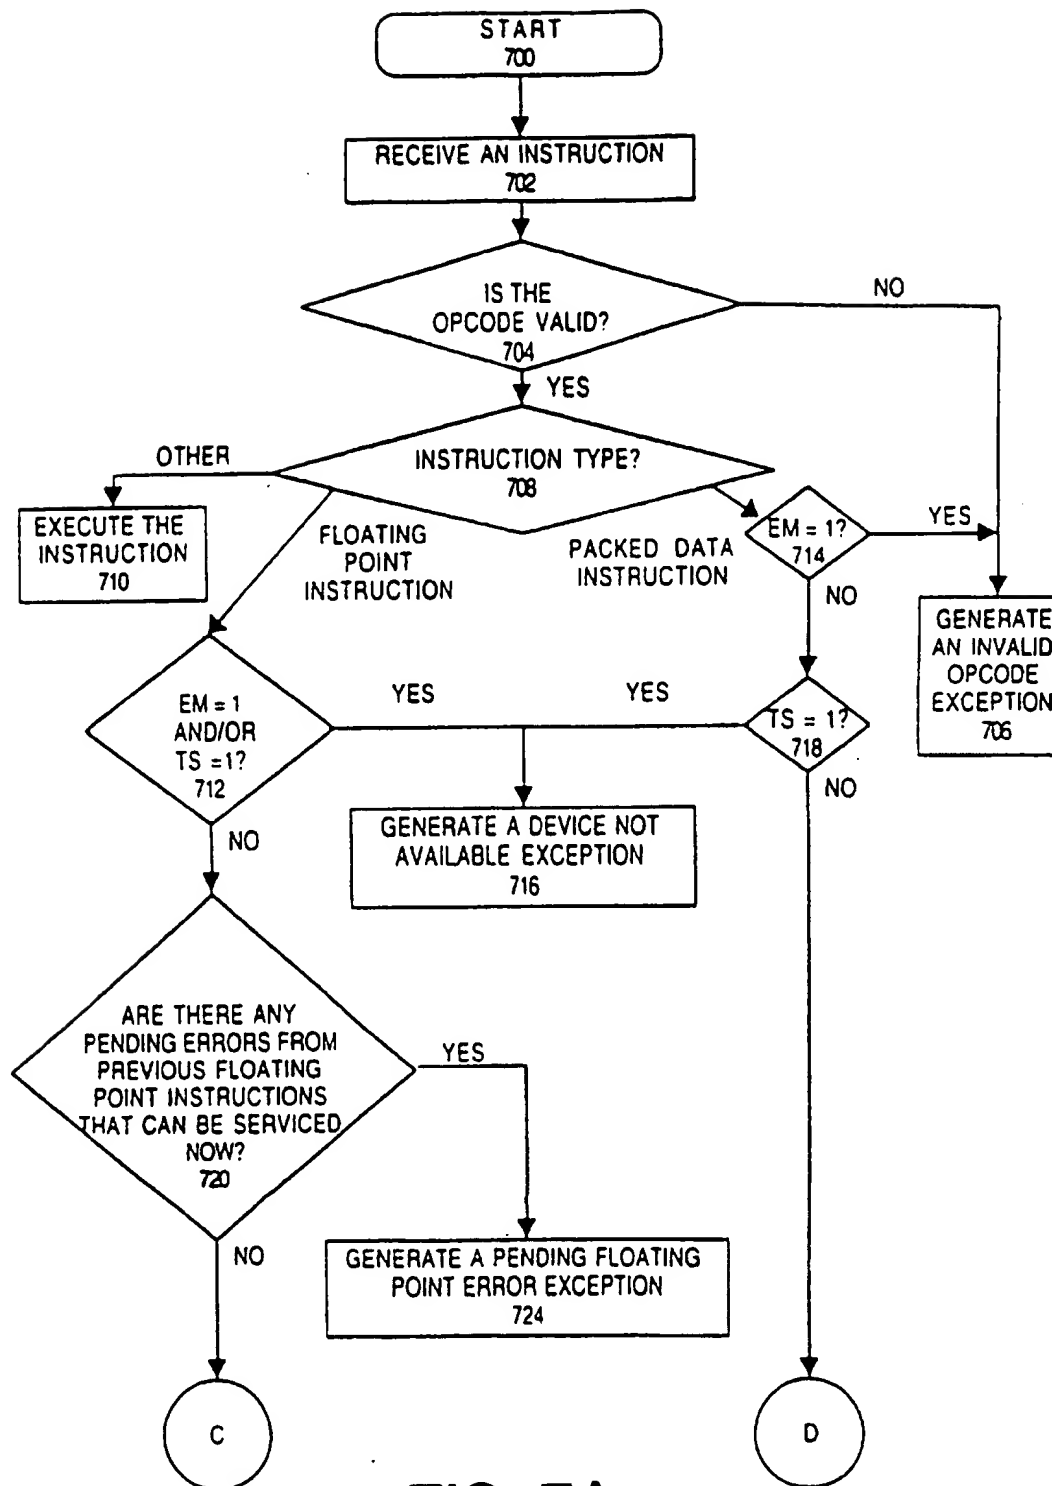 START
700
RECEIVE AN INSTRUCTION
702
IS THE
OPCODE VALID?
704
NO
YES
INSTRUCTION TYPE?
708
OTHER
EXECUTE THE
INSTRUCTION
710
FLOATING
POINT
INSTRUCTION
PACKED DATA
INSTRUCTION
EM = 1?
714
YES
NO
GENERATE
AN INVALID
OPCODE
EXCEPTION
706
EM = 1
AND/OR
TS =1?
712
YES
YES
TS = 1?
718
NO
NO
GENERATE A DEVICE NOT
AVAILABLE EXCEPTION
716
ARE THERE ANY
PENDING ERRORS FROM
PREVIOUS FLOATING
POINT INSTRUCTIONS
THAT CAN BE SERVICED
NOW?
720
YES
NO
GENERATE A PENDING FLOATING
POINT ERROR EXCEPTION
724
C
D